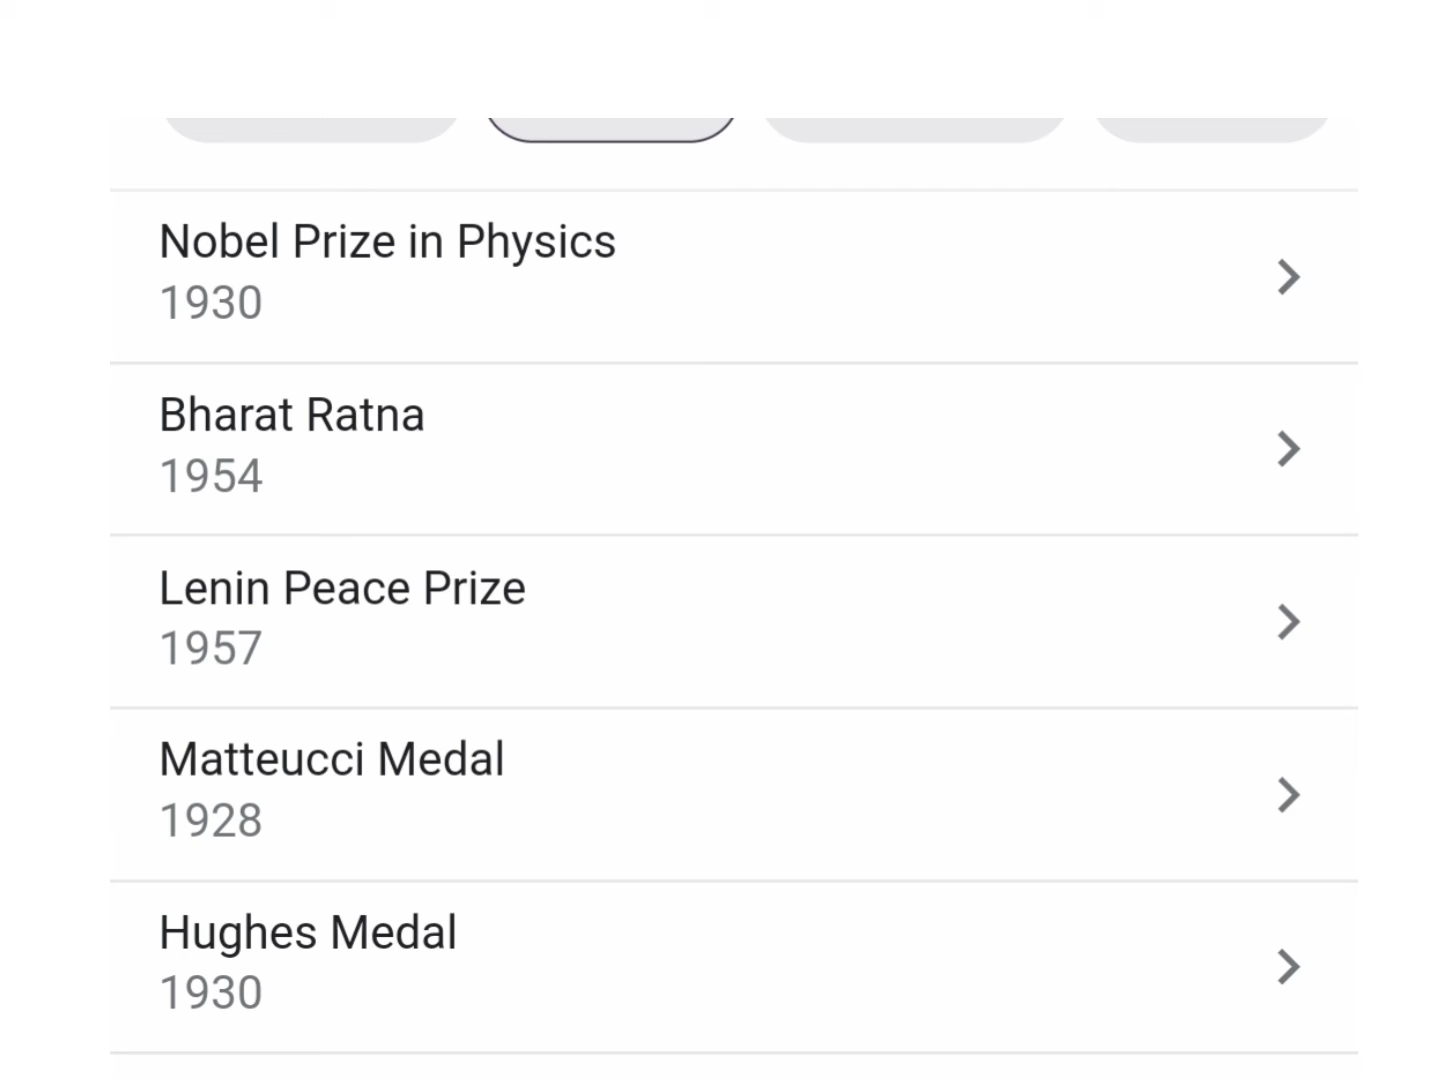 Nobel Prize in Physics
1930
Bharat Ratna
1954
Lenin Peace Prize
1957
Matteucci Medal
1928
Hughes Medal
1930